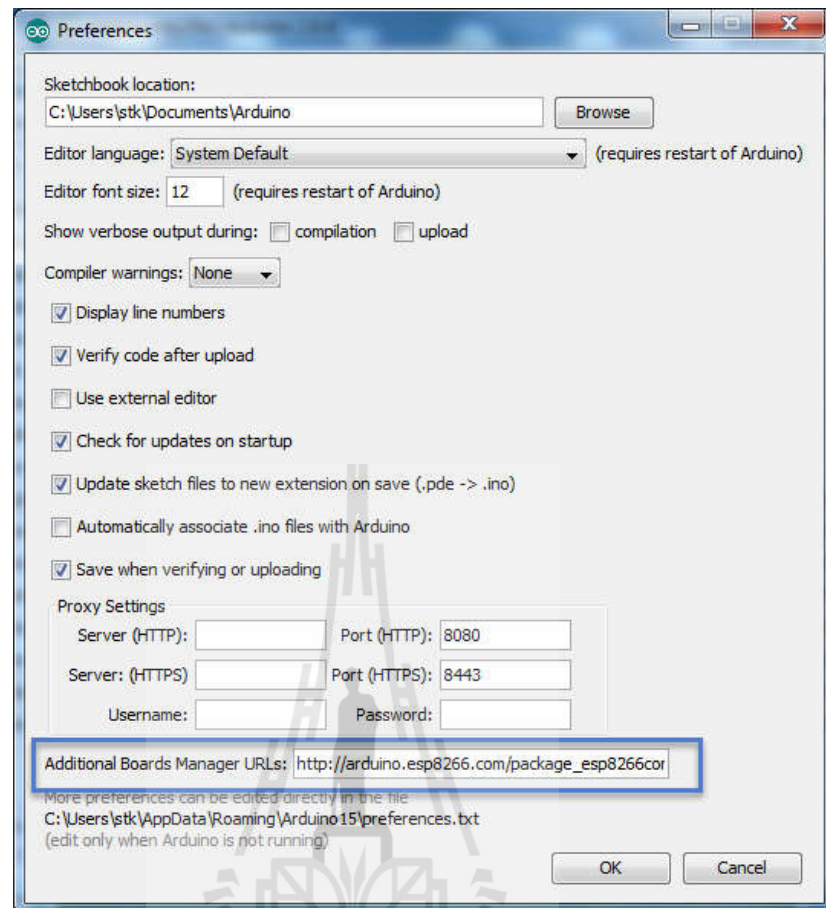 Preferences
Sketchbook location:
C:\Users\stk\Documents\Arduino Browse
Editor language: System Default (requires restart of Arduino)
Editor font size: 12 (requires restart of Arduino)
Show verbose output during: compilation upload
Compiler warnings: None
Display line numbers
Verify code after upload
Use external editor
Check for updates on startup
Update sketch files to new extension on save (.pde -> .ino)
Automatically associate .ino files with Arduino
Save when verifying or uploading
Proxy Settings
Server (HTTP): Port (HTTP): 8080
Server: (HTTPS) Port (HTTPS): 8443
Username: Password:
Additional Boards Manager URLs: http://arduino.esp8266.com/package_esp8266cor
More preferences can be edited directly in the file
C:\Users\stk\AppData\Roaming\Arduino15\preferences.txt
(edit only when Arduino is not running)
OK Cancel